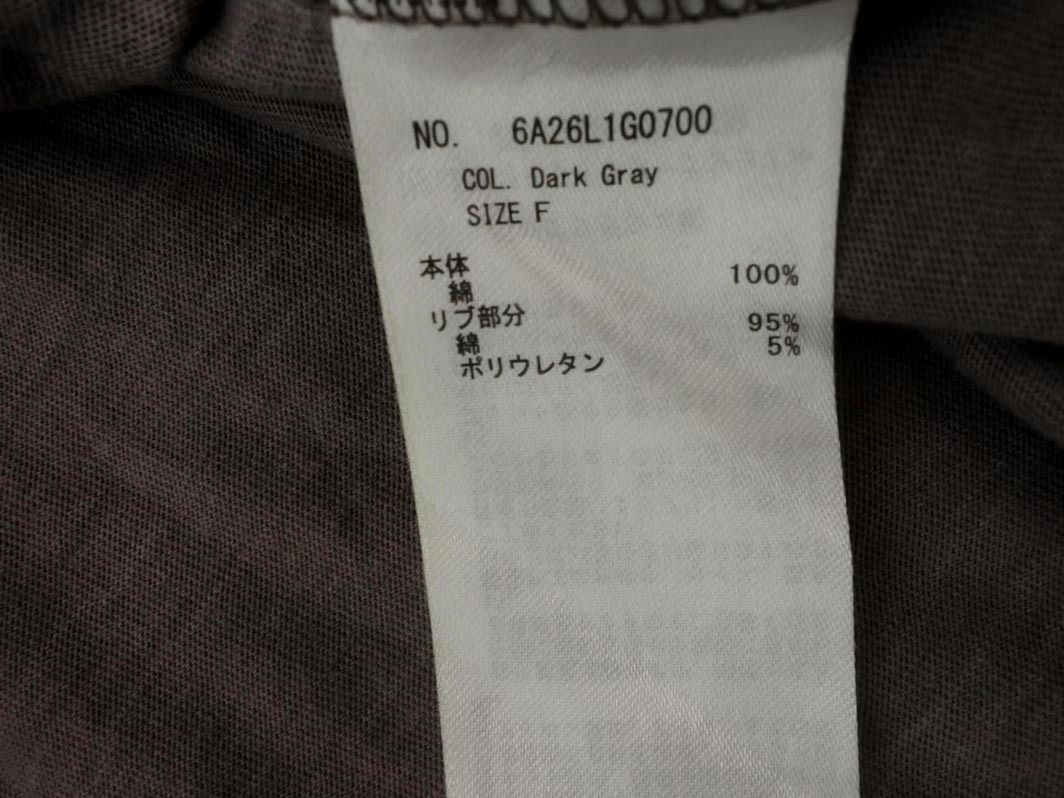 NO. 6A26L1G0700
COL. Dark Gray
SIZE F
本体
綿 100%
リブ部分
綿 95%
ポリウレタン 5%